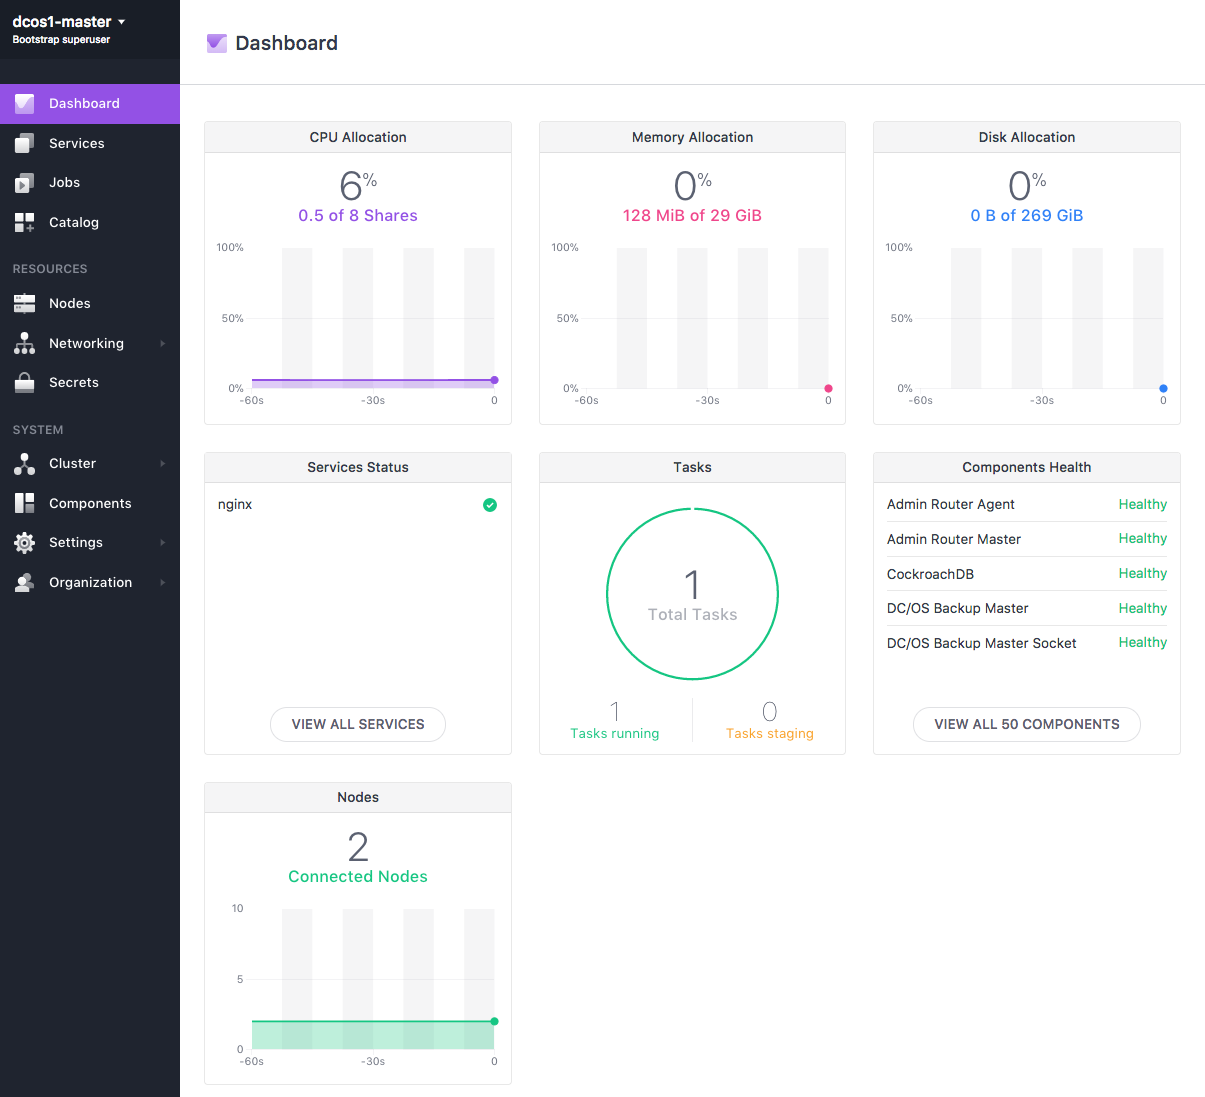 dcos1-master
Bootstrap superuser
Dashboard
Services
Jobs
Catalog
RESOURCES
Nodes
Networking
Secrets
SYSTEM
Cluster
Components
Settings
Organization
Dashboard
CPU Allocation
6%
0.5 of 8 Shares
100%
50%
0%
-60s -30s 0
Memory Allocation
0%
128 MiB of 29 GiB
100%
50%
0%
-60s -30s 0
Disk Allocation
0%
0 B of 269 GiB
100%
50%
0%
-60s -30s 0
Services Status
nginx
VIEW ALL SERVICES
Tasks
1
Total Tasks
1
Tasks running
0
Tasks staging
Components Health
Admin Router Agent Healthy
Admin Router Master Healthy
CockroachDB Healthy
DC/OS Backup Master Healthy
DC/OS Backup Master Socket Healthy
VIEW ALL 50 COMPONENTS
Nodes
2
Connected Nodes
10
5
0
-60s -30s 0